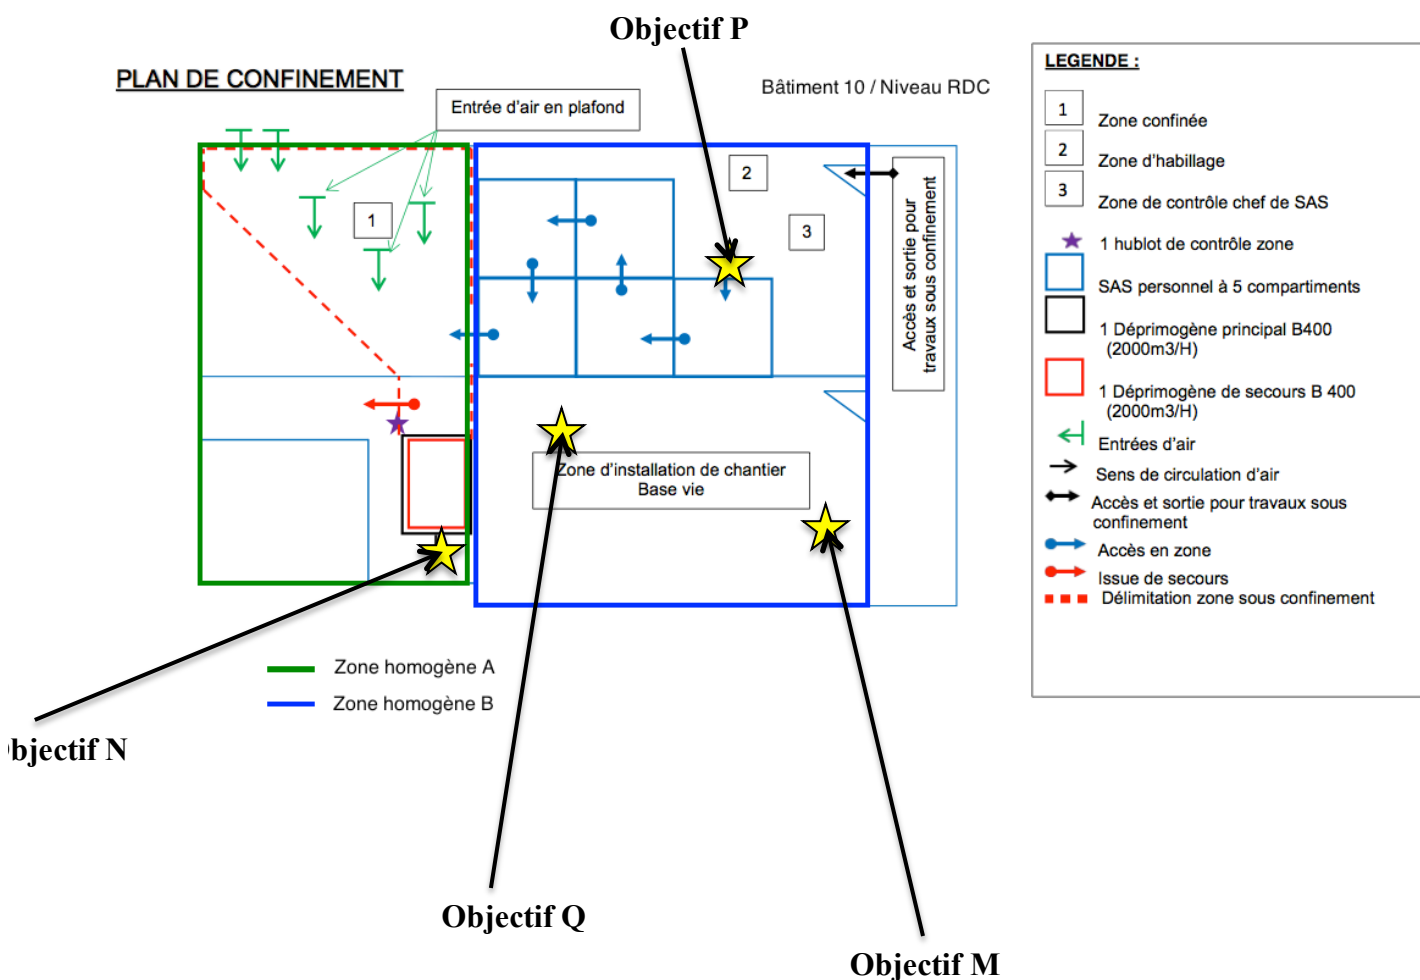 Objectif P
PLAN DE CONFINEMENT
Bâtiment 10 / Niveau RDC
Entrée d'air en plafond
1
2
3
Accès et sortie pour
travaux sous confinement
Zone d'installation de chantier
Base vie
Zone homogène A
Zone homogène B
bjectif N
Objectif Q
Objectif M
LEGENDE :
1 Zone confinée
2 Zone d'habillage
3 Zone de contrôle chef de SAS
1 hublot de contrôle zone
SAS personnel à 5 compartiments
1 Déprimogène principal B400
(2000m3/H)
1 Déprimogène de secours B 400
(2000m3/H)
Entrées d'air
Sens de circulation d'air
Accès et sortie pour travaux sous
confinement
Accès en zone
Issue de secours
Délimitation zone sous confinement